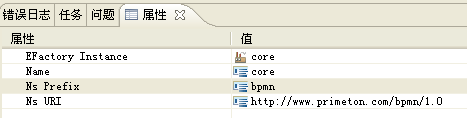 错误日志 任务 问题 属性
属性 值
EFactory Instance core
Name core
Ns Prefix bpmn
Ns URI http://www.primeton.com/bpmn/1.0